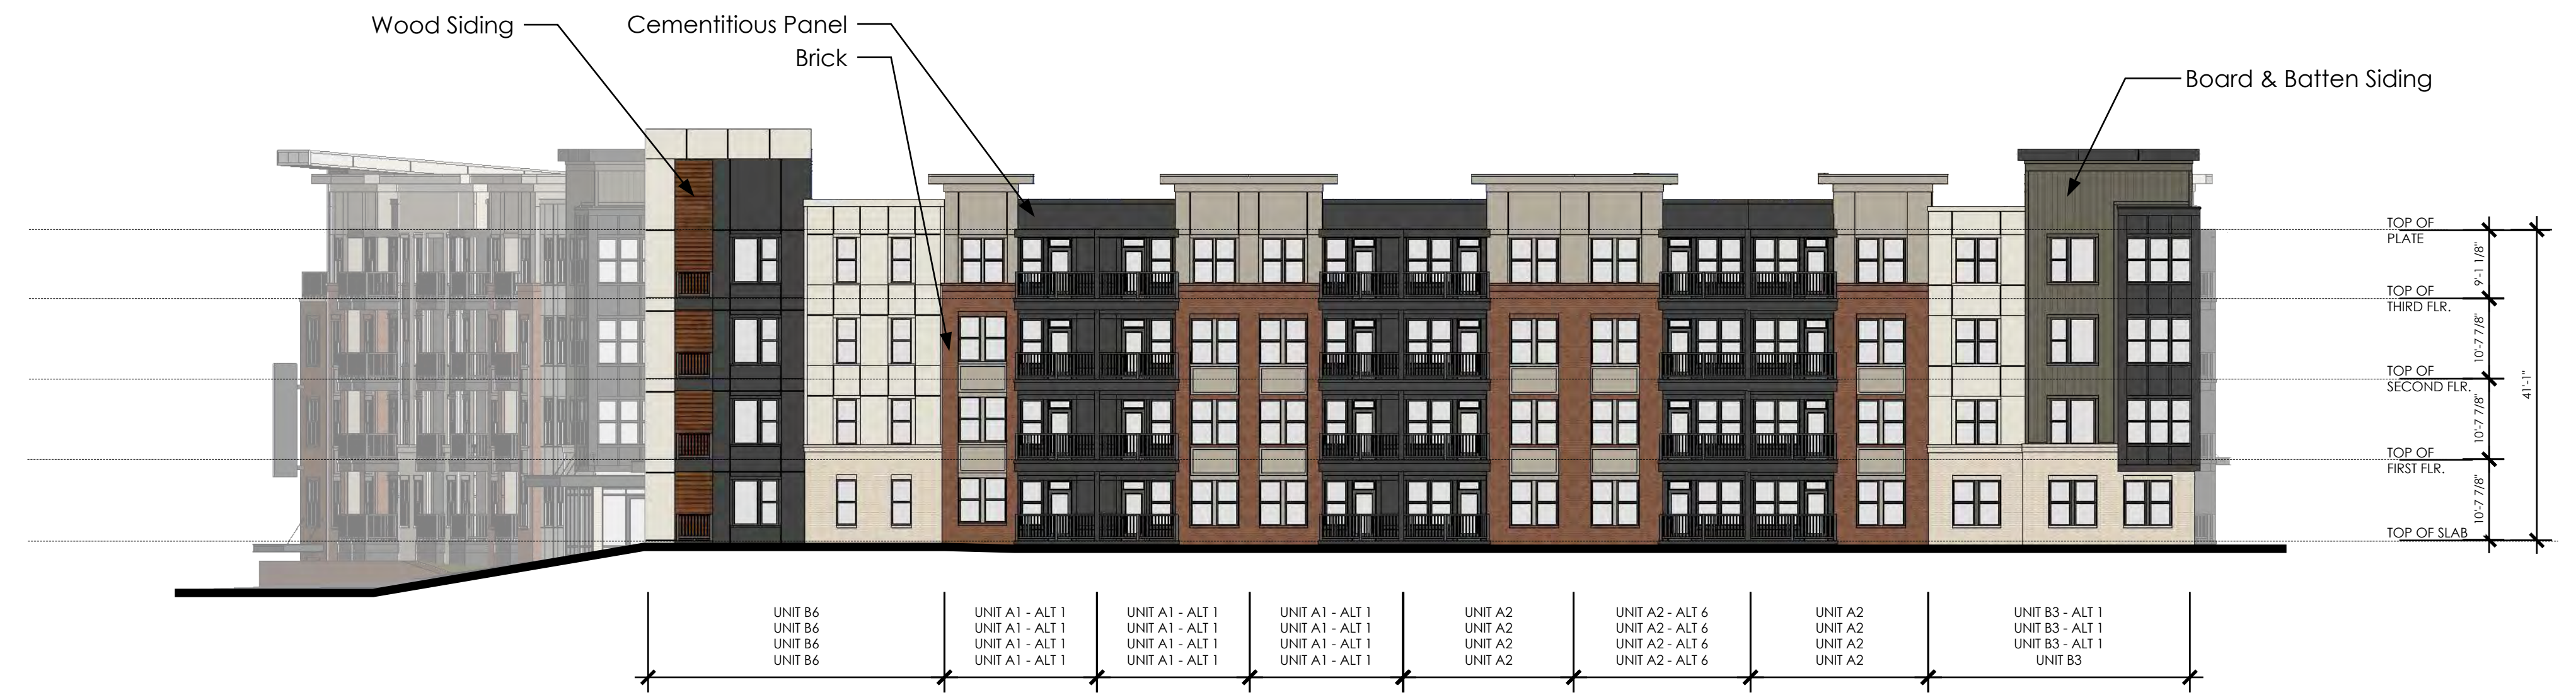 Wood Siding
Cementitious Panel
Brick
Board & Batten Siding
TOP OF
PLATE
9'-1 1/8"
TOP OF
THIRD FLR.
10'-7 7/8"
TOP OF
SECOND FLR.
10'-7 7/8"
41'-1"
TOP OF
FIRST FLR.
10'-7 7/8"
TOP OF SLAB
UNIT B6
UNIT B6
UNIT B6
UNIT B6
UNIT A1 - ALT 1
UNIT A1 - ALT 1
UNIT A1 - ALT 1
UNIT A1 - ALT 1
UNIT A1 - ALT 1
UNIT A1 - ALT 1
UNIT A1 - ALT 1
UNIT A1 - ALT 1
UNIT A1 - ALT 1
UNIT A1 - ALT 1
UNIT A1 - ALT 1
UNIT A1 - ALT 1
UNIT A2
UNIT A2
UNIT A2
UNIT A2
UNIT A2 - ALT 6
UNIT A2 - ALT 6
UNIT A2 - ALT 6
UNIT A2 - ALT 6
UNIT A2
UNIT A2
UNIT A2
UNIT A2
UNIT B3 - ALT 1
UNIT B3 - ALT 1
UNIT B3 - ALT 1
UNIT B3